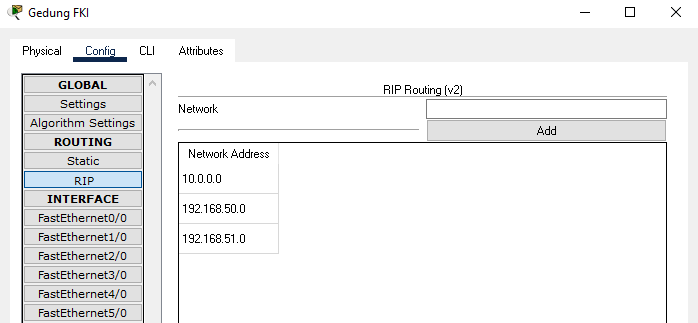 Gedung FKI
Physical Config CLI Attributes
GLOBAL
Settings
Algorithm Settings
ROUTING
Static
RIP
INTERFACE
FastEthernet0/0
FastEthernet1/0
FastEthernet2/0
FastEthernet3/0
FastEthernet4/0
FastEthernet5/0
RIP Routing (v2)
Network
Add
Network Address
10.0.0.0
192.168.50.0
192.168.51.0